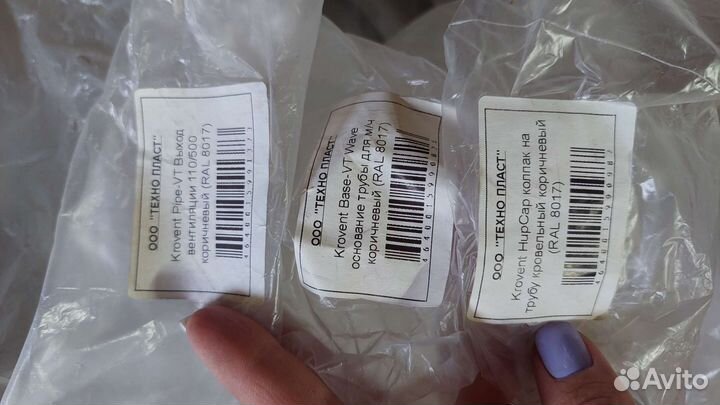 ООО "ТЕХНО ПЛАСТ"
Krovent Pipe-VT Выход
вентиляции 110/500
коричневый (RAL 8017)
ООО "ТЕХНО ПЛАСТ"
Krovent Base-VT Wave
основание трубы для м/ч
коричневый (RAL 8017)
ООО "ТЕХНО ПЛАСТ"
Krovent HupCap колпак на
трубу кровельный коричневый
(RAL 8017)
Avito